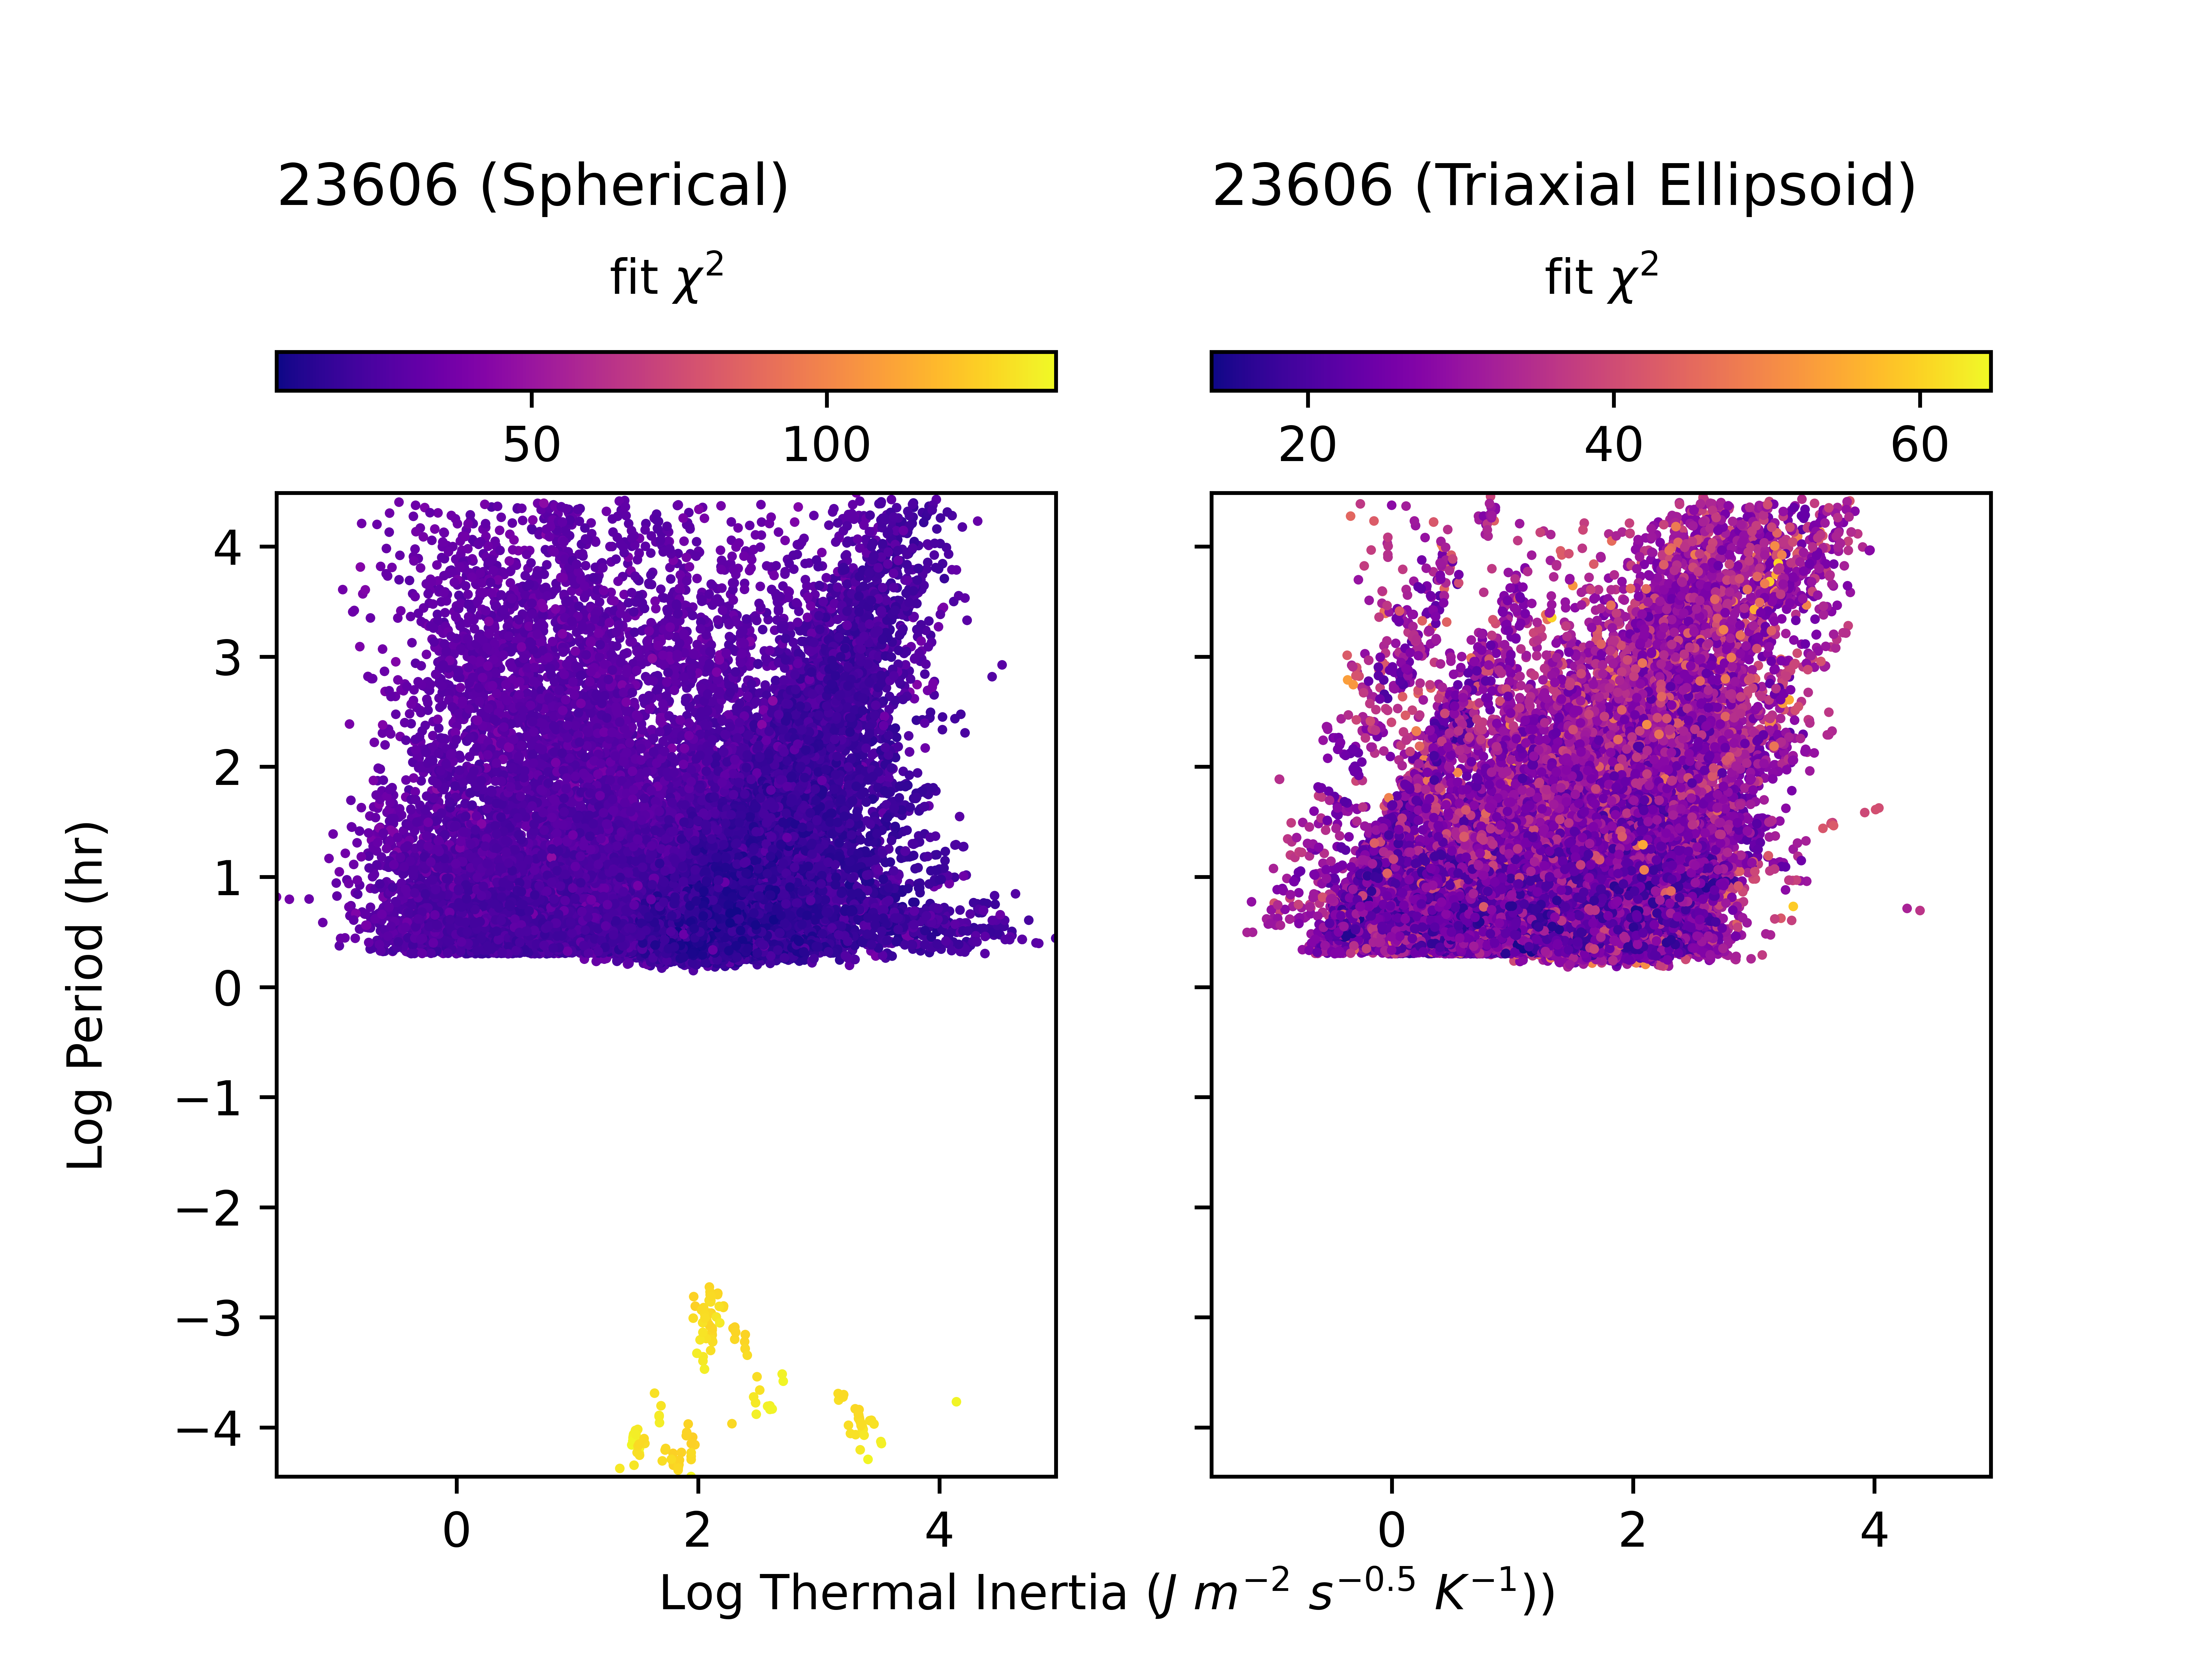 23606 (Spherical)
fit χ²
50 100
23606 (Triaxial Ellipsoid)
fit χ²
20 40 60
Log Period (hr)
4
3
2
1
0
−1
−2
−3
−4
0 2 4
0 2 4
Log Thermal Inertia (J m⁻² s⁻⁰·⁵ K⁻¹))